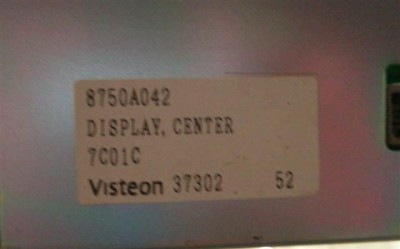 8750A042
DISPLAY, CENTER
7C01C
Visteon 37302 52